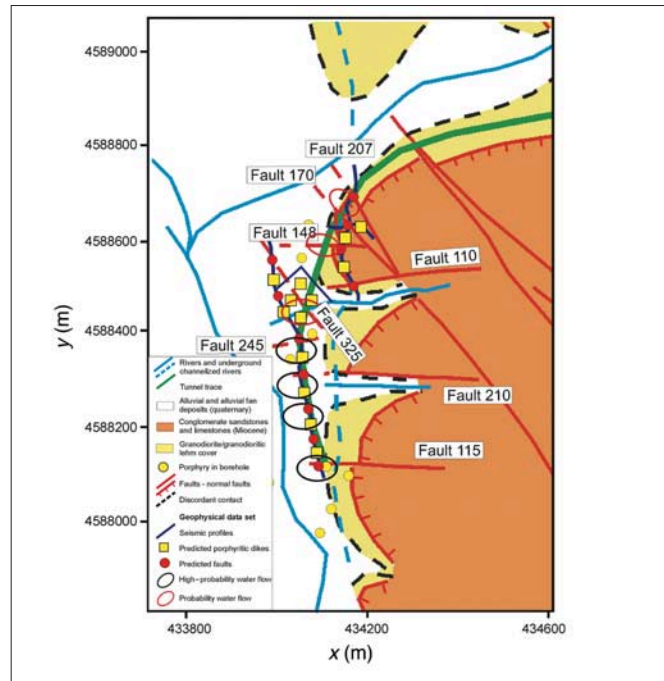 4589000
4588800
4588600
4588400
4588200
4588000
y (m)
433800
434200
434600
x (m)
Fault 207
Fault 170
Fault 148
Fault 110
Fault 325
Fault 245
Fault 210
Fault 115
Rivers and underground
channelized rivers
Tunnel trace
Alluvial and alluvial fan
deposits (quaternary)
Conglomerate sandstones
and limestones (Miocene)
Granodiorite/granodioritic
lehm cover
Porphyry in borehole
Faults - normal faults
Discordant contact
Geophysical data set
Seismic profiles
Predicted porphyritic dikes
Predicted faults
High-probability water flow
Probability water flow